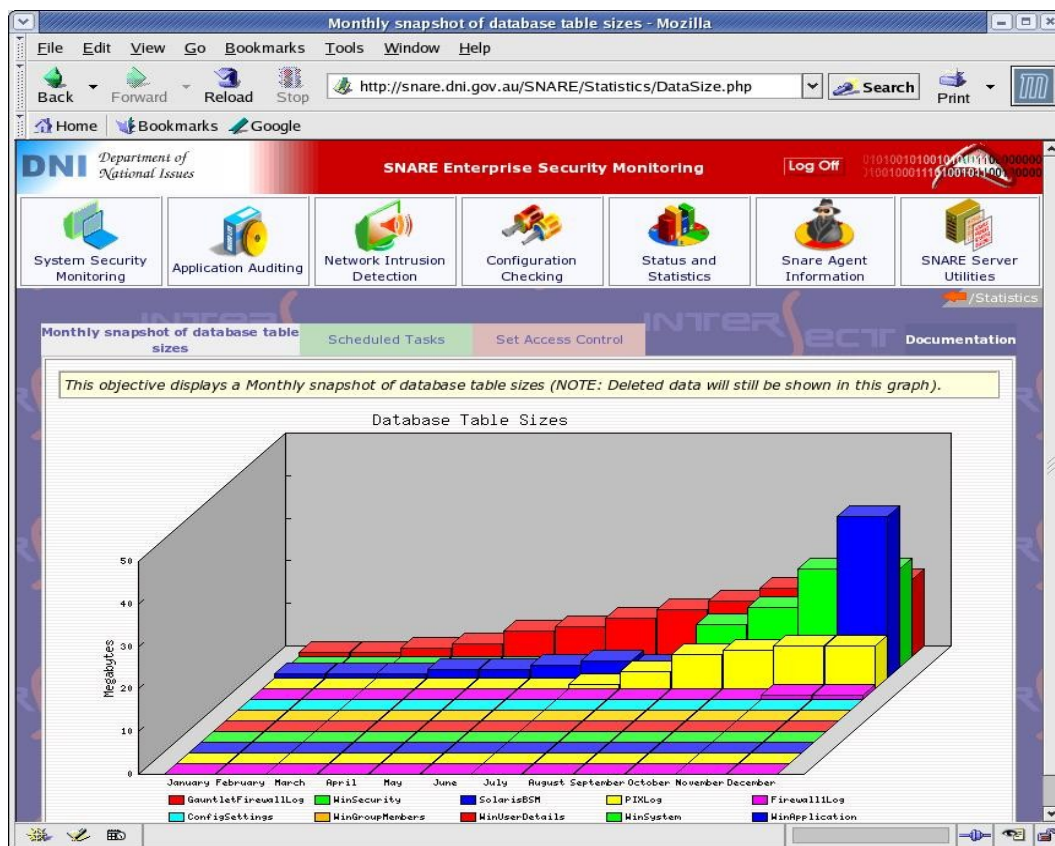 Monthly snapshot of database table sizes - Mozilla
File Edit View Go Bookmarks Tools Window Help
Back Forward Reload Stop http://snare.dni.gov.au/SNARE/Statistics/DataSize.php Search Print
Home Bookmarks Google
DNI Department of National Issues SNARE Enterprise Security Monitoring Log Off
System Security Monitoring
Application Auditing
Network Intrusion Detection
Configuration Checking
Status and Statistics
Snare Agent Information
SNARE Server Utilities
/Statistics
INTERSECT
Monthly snapshot of database table sizes
Scheduled Tasks
Set Access Control
Documentation
This objective displays a Monthly snapshot of database table sizes (NOTE: Deleted data will still be shown in this graph).
Database Table Sizes
50
40
30
20
10
0
Megabytes
January February March April May June July August September October November December
GauntletFirewallLog WinSecurity SolarisBSM PIXLog Firewall1Log
ConfigSettings WinGroupMembers WinUserDetails WinSystem WinApplication